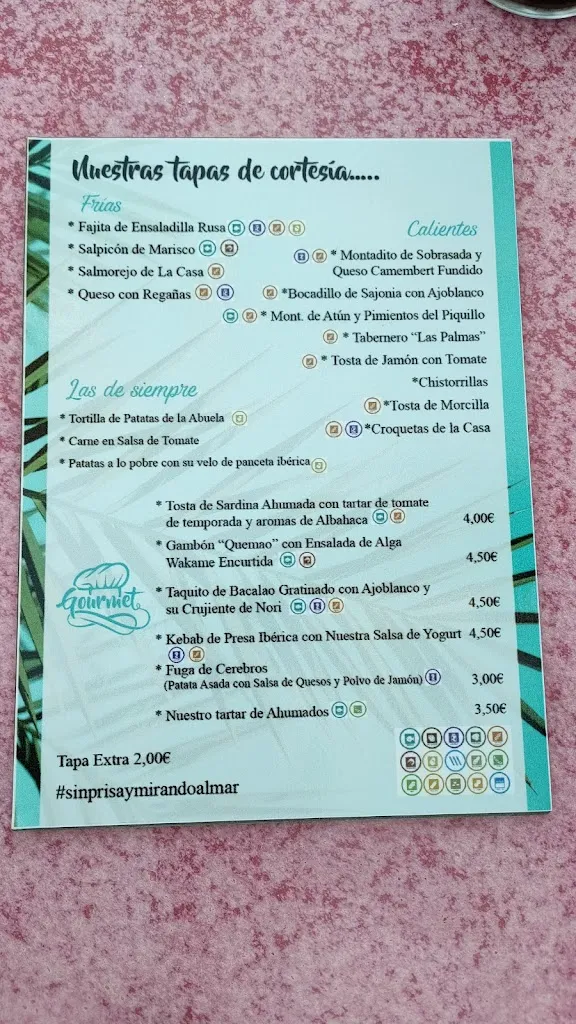 Nuestras tapas de cortesía.....
Frías
* Fajita de Ensaladilla Rusa
* Salpicón de Marisco
* Salmorejo de La Casa
* Queso con Regañas
Calientes
* Montadito de Sobrasada y
Queso Camembert Fundido
*Bocadillo de Sajonia con Ajoblanco
* Mont. de Atún y Pimientos del Piquillo
* Tabernero “Las Palmas”
* Tosta de Jamón con Tomate
*Chistorrillas
*Tosta de Morcilla
*Croquetas de la Casa
Las de siempre
* Tortilla de Patatas de la Abuela
* Carne en Salsa de Tomate
* Patatas a lo pobre con su velo de panceta ibérica
Gourmet
* Tosta de Sardina Ahumada con tartar de tomate
de temporada y aromas de Albahaca 4,00€
* Gambón “Quemao” con Ensalada de Alga
Wakame Encurtida 4,50€
* Taquito de Bacalao Gratinado con Ajoblanco y
su Crujiente de Nori 4,50€
* Kebab de Presa Ibérica con Nuestra Salsa de Yogurt 4,50€
* Fuga de Cerebros
(Patata Asada con Salsa de Quesos y Polvo de Jamón) 3,00€
* Nuestro tartar de Ahumados 3,50€
Tapa Extra 2,00€
#sinprisaymirandoalmar